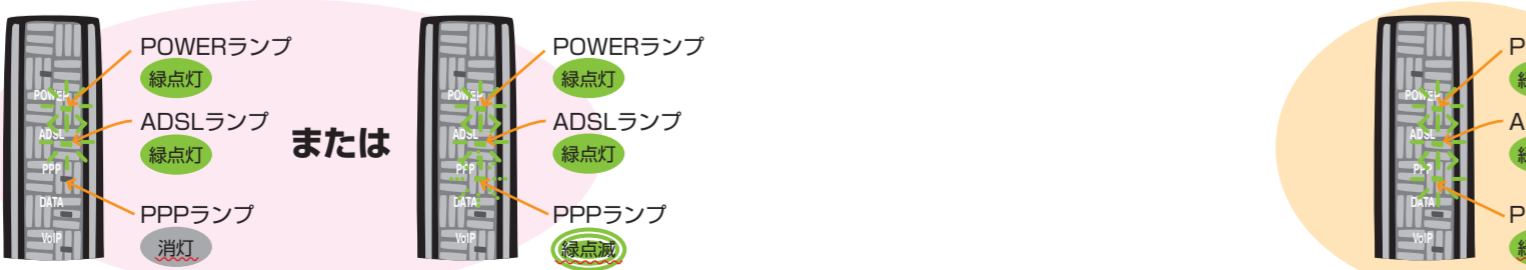 POWERランプ
緑点灯
ADSLランプ
緑点灯
PPPランプ
消灯
POWER
ADSL
PPP
DATA
VoIP
または
POWERランプ
緑点灯
ADSLランプ
緑点灯
PPPランプ
緑点滅
POWER
ADSL
PPP
DATA
VoIP
POWER
ADSL
PPP
DATA
VoIP
P
緑
A
緑
P
緑